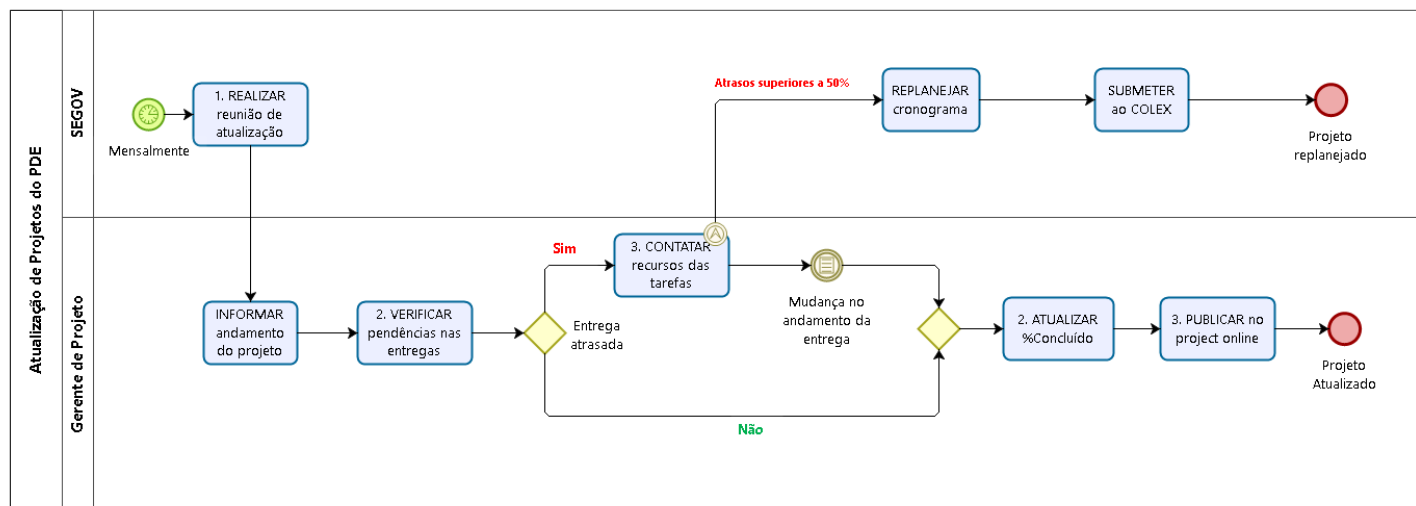 Atualização de Projetos do PDE
SEGOV
Mensalmente
1. REALIZAR
reunião de
atualização
Atrasos superiores a 50%
REPLANEJAR
cronograma
SUBMETER
ao COLEX
Projeto
replanejado
Gerente de Projeto
INFORMAR
andamento
do projeto
2. VERIFICAR
pendências nas
entregas
Entrega
atrasada
Sim
3. CONTATAR
recursos das
tarefas
A
Mudança no
andamento da
entrega
Não
2. ATUALIZAR
%Concluído
3. PUBLICAR no
project online
Projeto
Atualizado